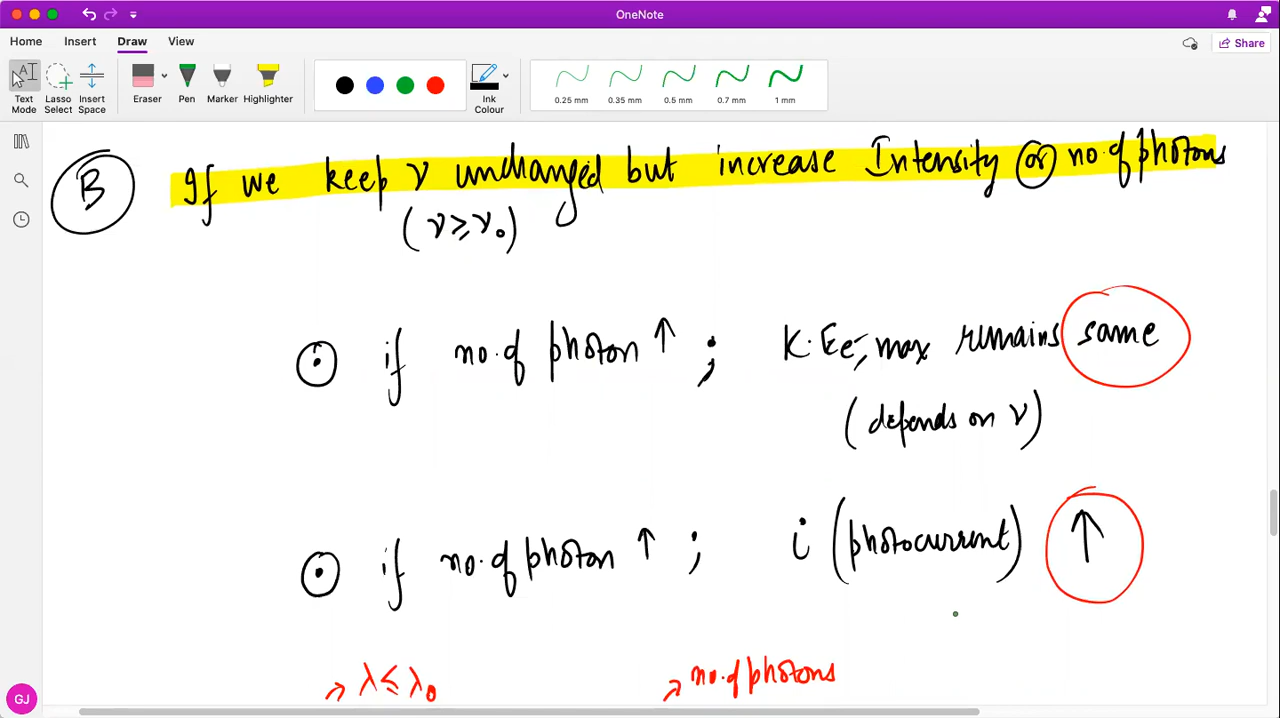 OneNote
Home Insert Draw View
Share
Text Mode
Lasso Select
Insert Space
Eraser
Pen
Marker
Highlighter
Ink Colour
0.25 mm 0.35 mm 0.5 mm 0.7 mm 1 mm
B If we keep ν unchanged but increase Intensity or no. of photons
(ν ≥ ν₀)
⊙ if no. of photon ↑ ; K.Ee⁻, max remains same
(depends on ν)
⊙ if no. of photon ↑ ; i (photocurrent) ↑
→ λ ≤ λ₀ → no. of photons
GJ